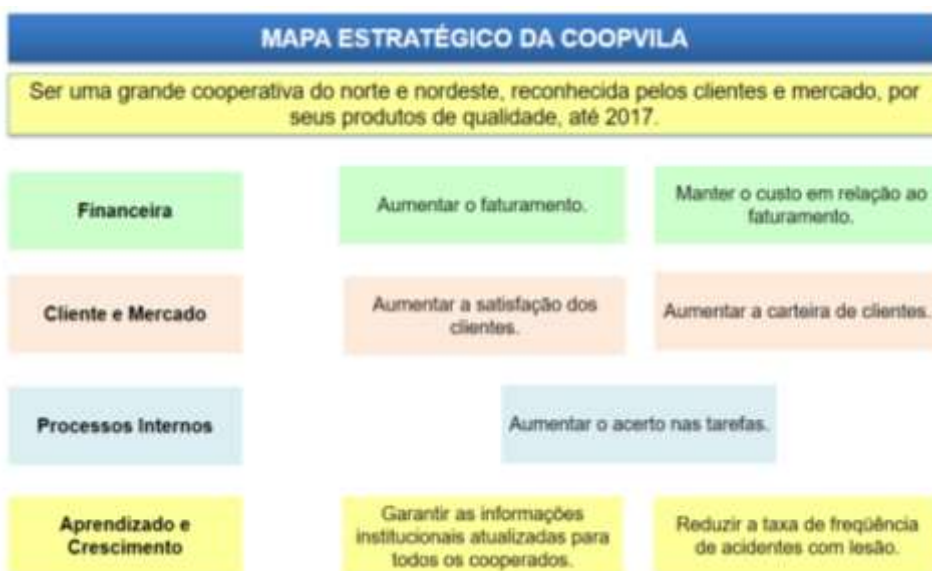 MAPA ESTRATÉGICO DA COOPVILA
Ser uma grande cooperativa do norte e nordeste, reconhecida pelos clientes e mercado, por
seus produtos de qualidade, até 2017.
Financeira
Aumentar o faturamento.
Manter o custo em relação ao
faturamento.
Cliente e Mercado
Aumentar a satisfação dos
clientes.
Aumentar a carteira de clientes.
Processos Internos
Aumentar o acerto nas tarefas.
Aprendizado e
Crescimento
Garantir as informações
institucionais atualizadas para
todos os cooperados.
Reduzir a taxa de freqüência
de acidentes com lesão.